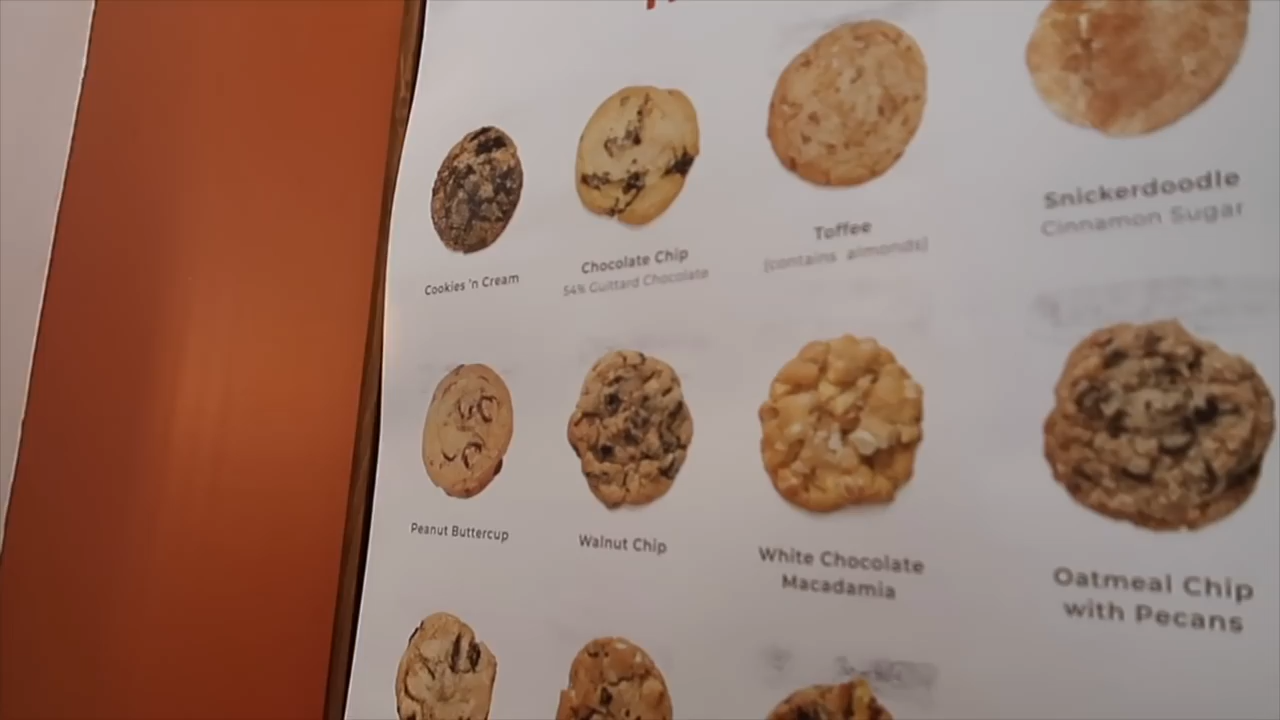 Cookies 'n Cream
Chocolate Chip
54% Guittard Chocolate
Toffee
(contains almonds)
Snickerdoodle
Cinnamon Sugar
Peanut Buttercup
Walnut Chip
White Chocolate
Macadamia
Oatmeal Chip
with Pecans